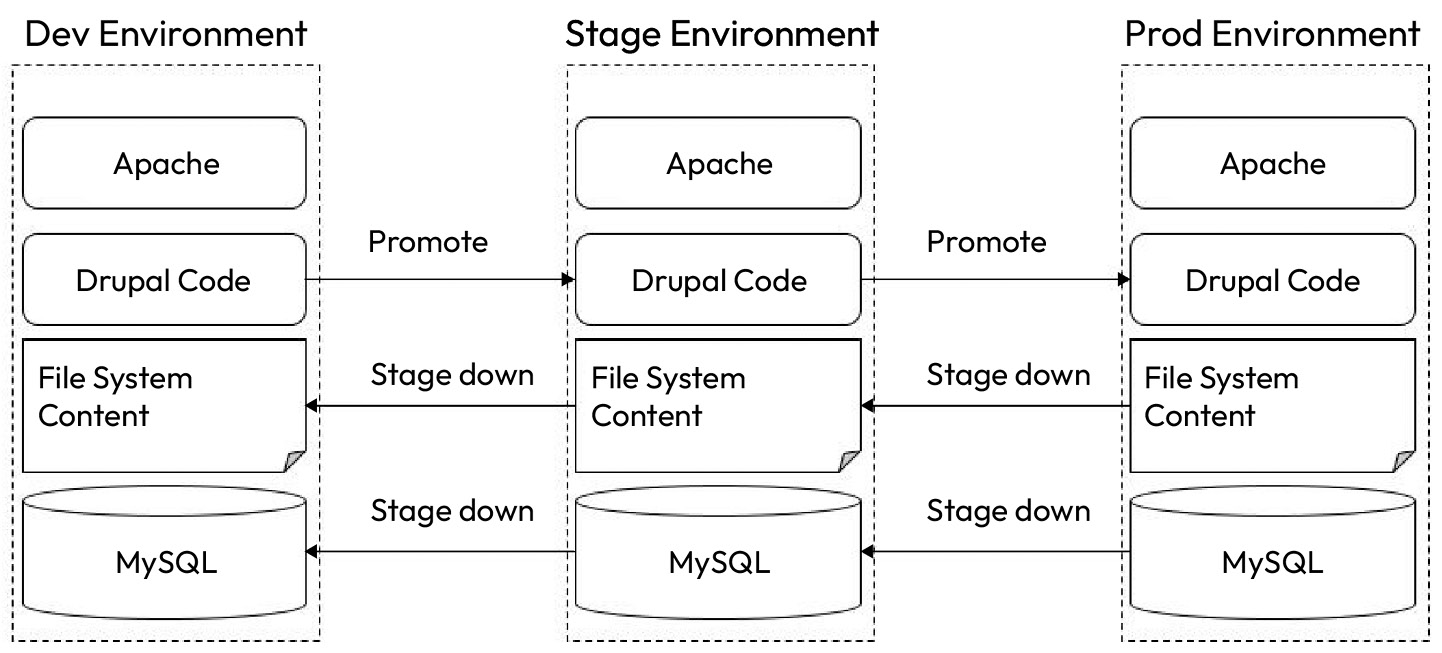 Dev Environment
Stage Environment
Prod Environment
Apache
Apache
Apache
Promote
Promote
Drupal Code
Drupal Code
Drupal Code
File System
Content
Stage down
File System
Content
Stage down
File System
Content
Stage down
Stage down
MySQL
MySQL
MySQL